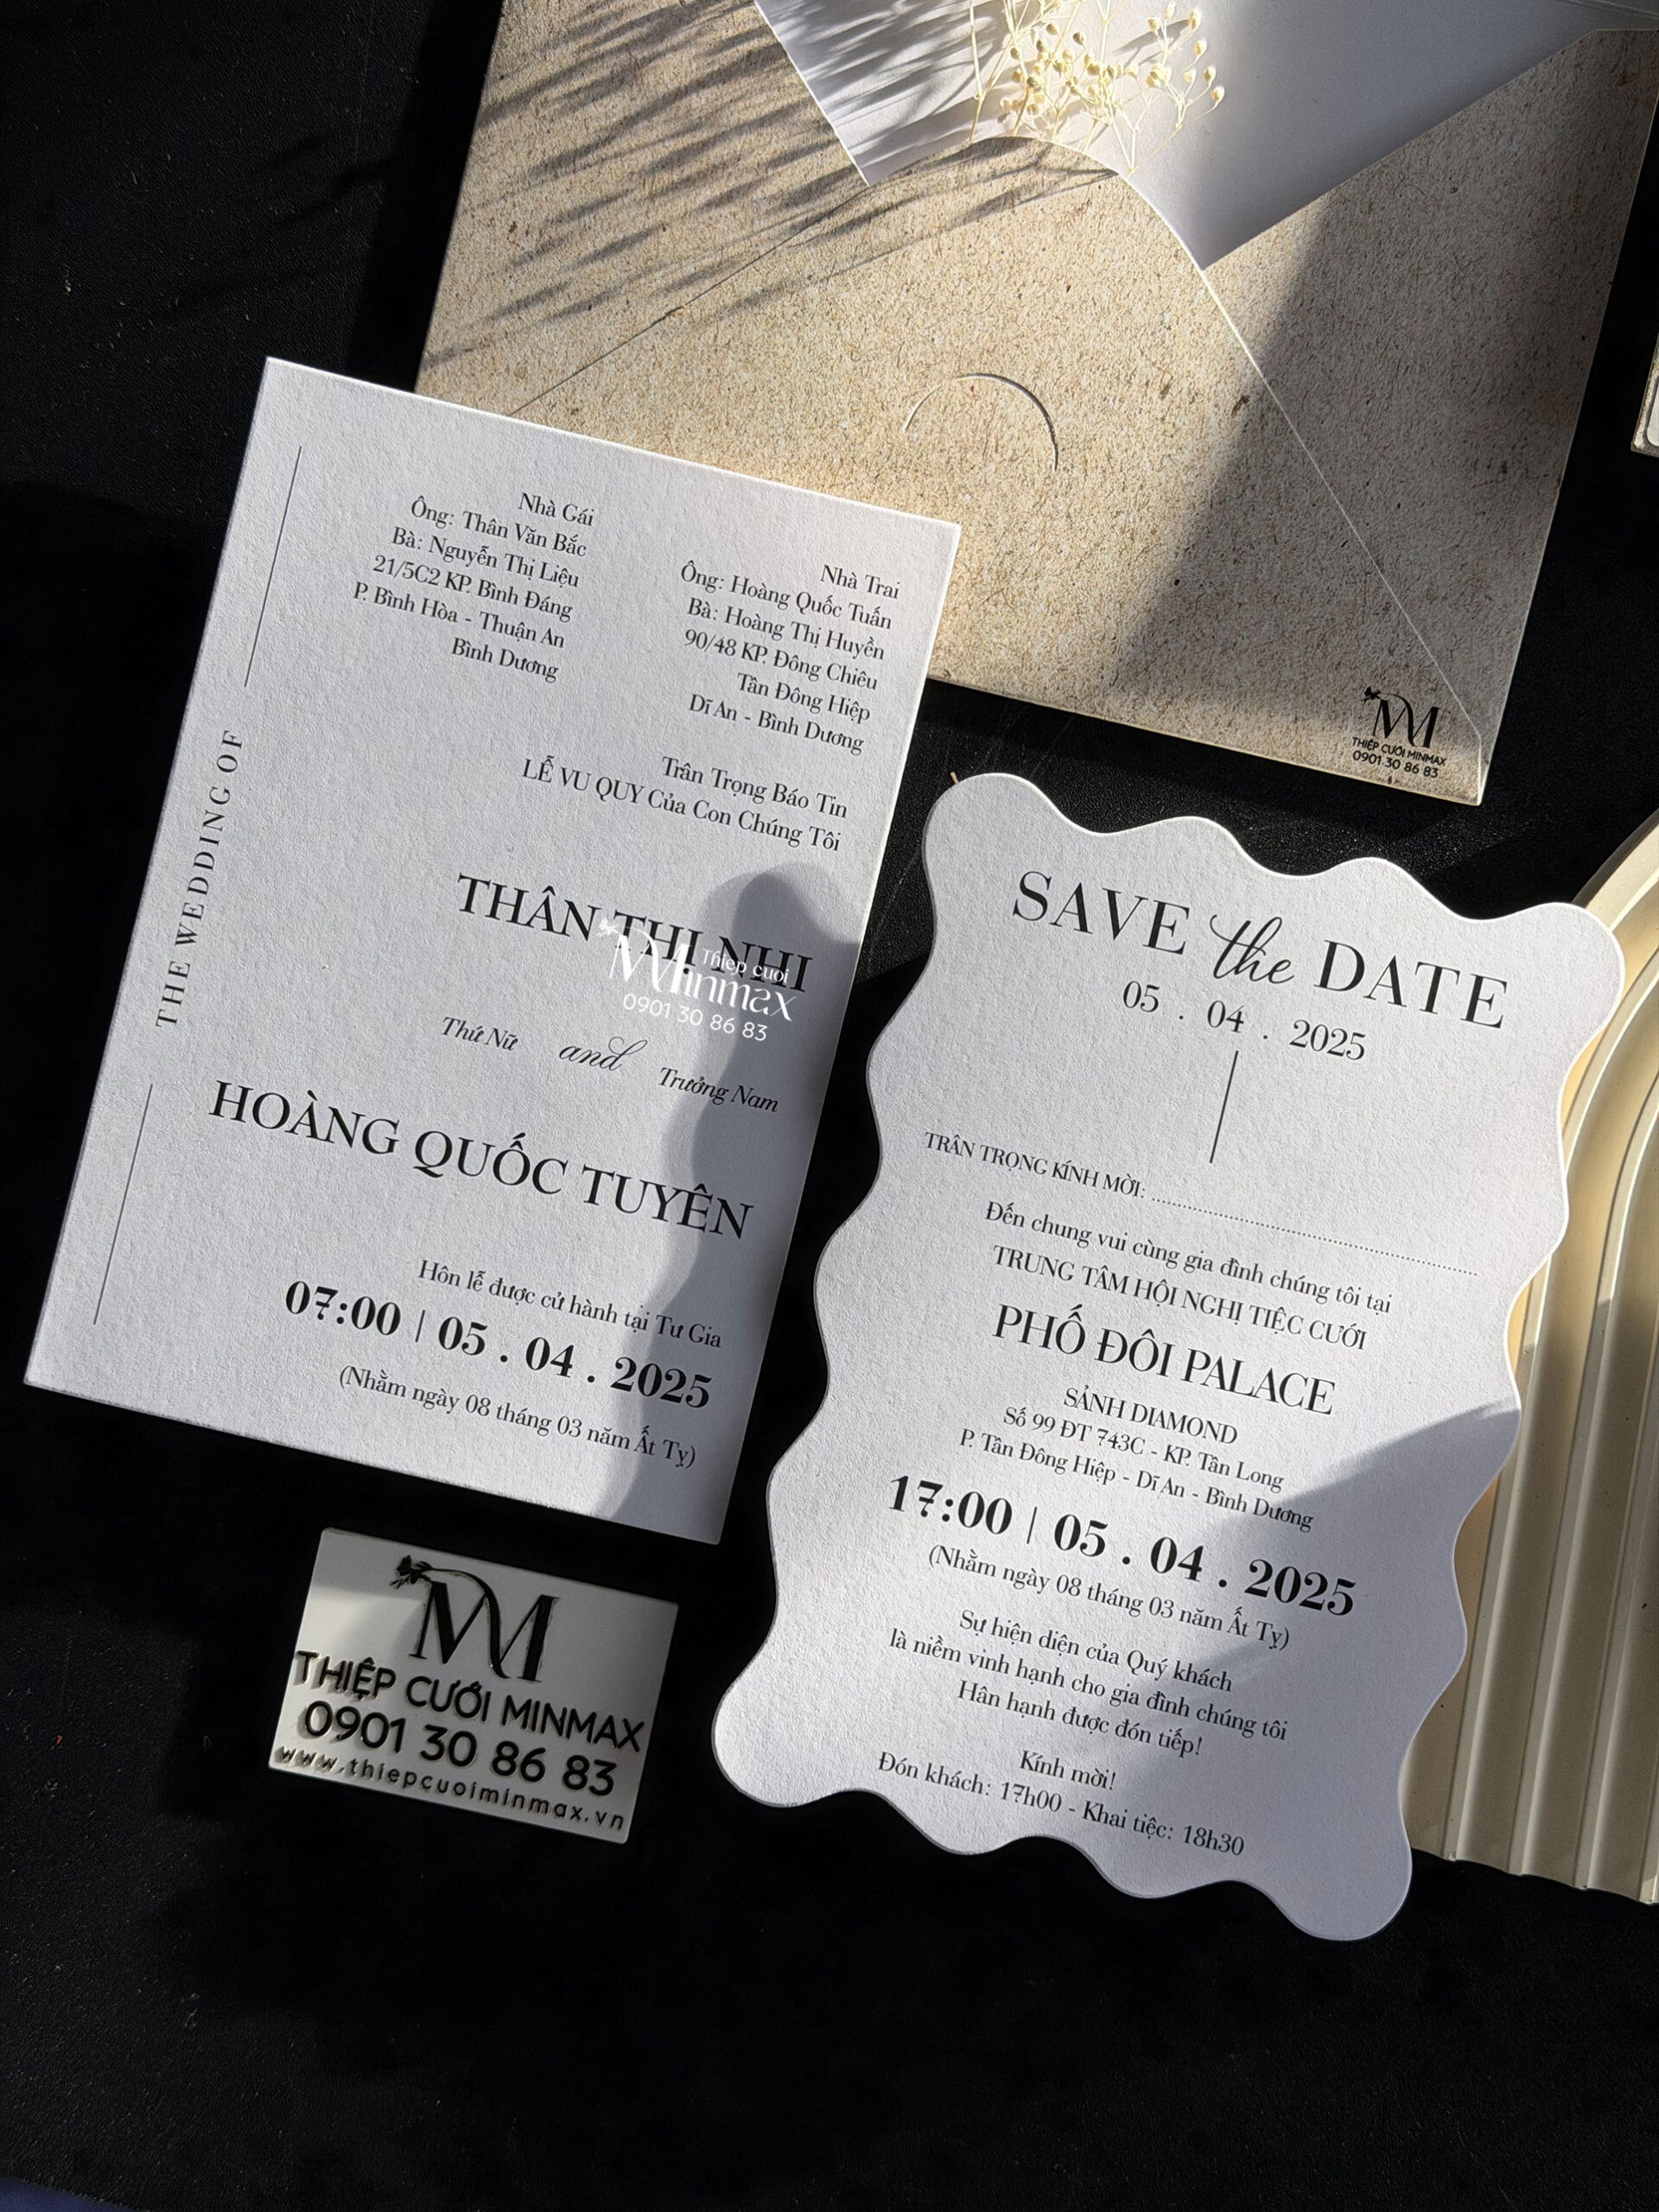 THIỆP CƯỚI MINMAX
0901 30 86 83
THE WEDDING OF
Nhà Gái
Ông: Thân Văn Bắc
Bà: Nguyễn Thị Liệu
21/5C2 KP. Bình Đáng
P. Bình Hòa - Thuận An
Bình Dương
Nhà Trai
Ông: Hoàng Quốc Tuấn
Bà: Hoàng Thị Huyền
90/48 KP. Đông Chiêu
Tân Đông Hiệp
Dĩ An - Bình Dương
Trân Trọng Báo Tin
LỄ VU QUY Của Con Chúng Tôi
THÂN THỊ NHI
Thiep cuoi
Minmax
0901 30 86 83
Thứ Nữ and Trưởng Nam
HOÀNG QUỐC TUYÊN
Hôn lễ được cử hành tại Tư Gia
07:00 | 05 . 04 . 2025
(Nhằm ngày 08 tháng 03 năm Ất Tỵ)
SAVE the DATE
05 . 04 . 2025
TRÂN TRỌNG KÍNH MỜI: ........................................
Đến chung vui cùng gia đình chúng tôi tại
TRUNG TÂM HỘI NGHỊ TIỆC CƯỚI
PHỐ ĐÔI PALACE
SẢNH DIAMOND
Số 99 ĐT 743C - KP. Tân Long
P. Tân Đông Hiệp - Dĩ An - Bình Dương
17:00 | 05 . 04 . 2025
(Nhằm ngày 08 tháng 03 năm Ất Tỵ)
Sự hiện diện của Quý khách
là niềm vinh hạnh cho gia đình chúng tôi
Hân hạnh được đón tiếp!
Kính mời!
Đón khách: 17h00 - Khai tiệc: 18h30
M
THIỆP CƯỚI MINMAX
0901 30 86 83
www.thiepcuoiminmax.vn